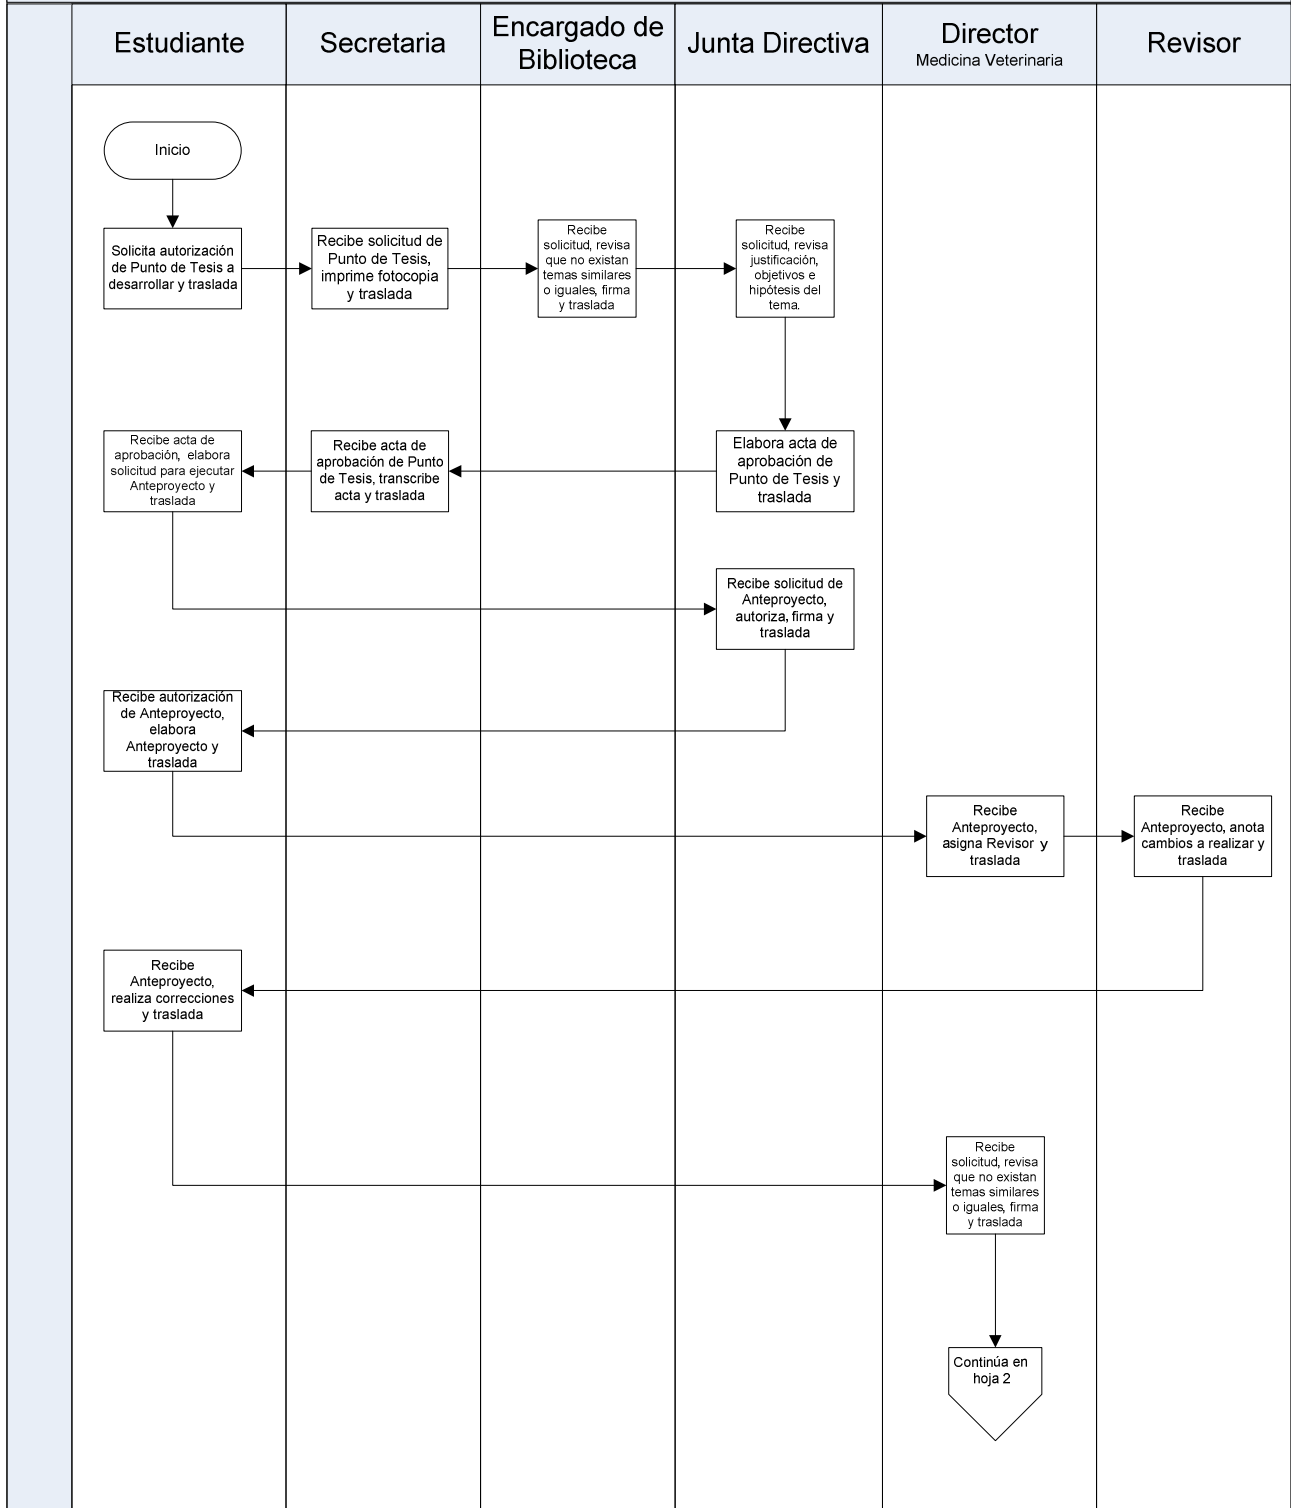 Estudiante
Secretaria
Encargado de
Biblioteca
Junta Directiva
Director
Medicina Veterinaria
Revisor
Inicio
Solicita autorización
de Punto de Tesis a
desarrollar y traslada
Recibe solicitud de
Punto de Tesis,
imprime fotocopia
y traslada
Recibe
solicitud, revisa
que no existan
temas similares
o iguales, firma
y traslada
Recibe
solicitud, revisa
justificación,
objetivos e
hipótesis del
tema.
Elabora acta de
aprobación de
Punto de Tesis y
traslada
Recibe acta de
aprobación de Punto
de Tesis, transcribe
acta y traslada
Recibe acta de
aprobación, elabora
solicitud para ejecutar
Anteproyecto y
traslada
Recibe solicitud de
Anteproyecto,
autoriza, firma y
traslada
Recibe autorización
de Anteproyecto,
elabora
Anteproyecto y
traslada
Recibe
Anteproyecto,
asigna Revisor y
traslada
Recibe
Anteproyecto, anota
cambios a realizar y
traslada
Recibe
Anteproyecto,
realiza correcciones
y traslada
Recibe
solicitud, revisa
que no existan
temas similares
o iguales, firma
y traslada
Continúa en
hoja 2